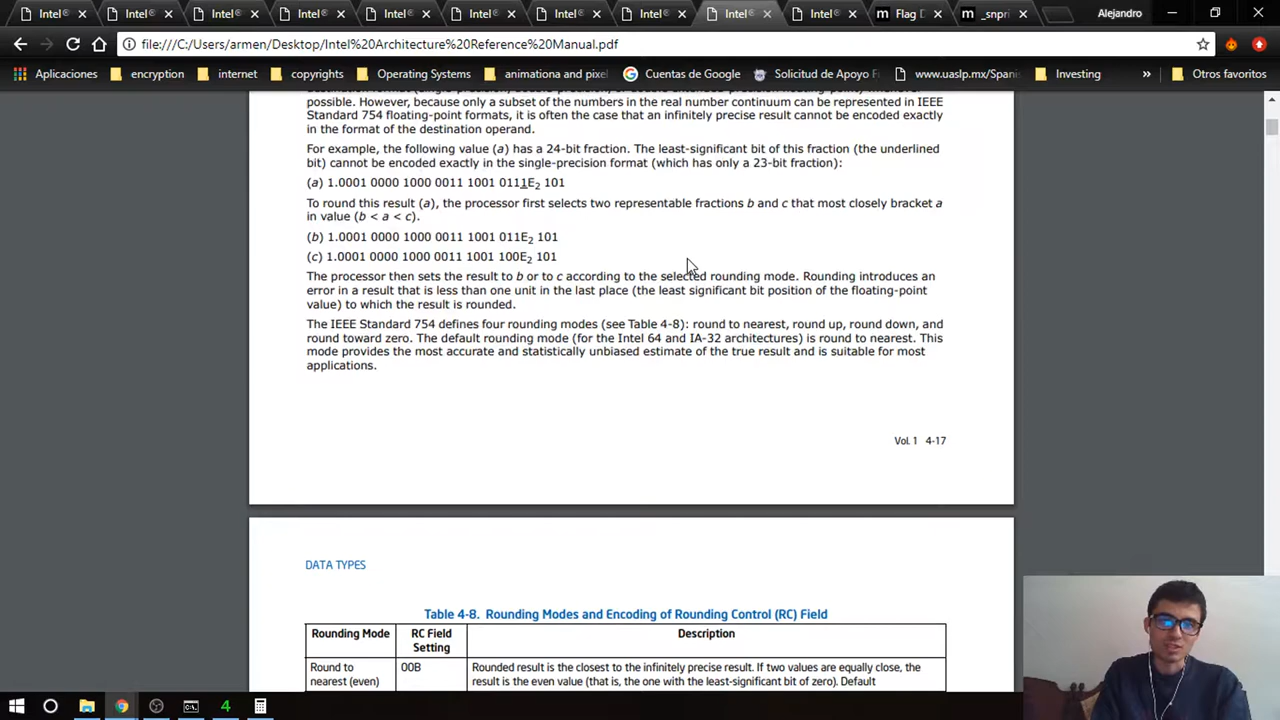 Intel®
Intel®
Intel®
Intel®
Intel®
Intel®
Intel®
Intel®
Intel®
Intel®
Flag D
_snpri
Alejandro
file:///C:/Users/armen/Desktop/Intel%20Architecture%20Reference%20Manual.pdf
Aplicaciones
encryption
internet
copyrights
Operating Systems
animationa and pixel
Cuentas de Google
Solicitud de Apoyo Fi
www.uaslp.mx/Spanis
Investing
»
Otros favoritos
possible. However, because only a subset of the numbers in the real number continuum can be represented in IEEE
Standard 754 floating-point formats, it is often the case that an infinitely precise result cannot be encoded exactly
in the format of the destination operand.
For example, the following value (a) has a 24-bit fraction. The least-significant bit of this fraction (the underlined
bit) cannot be encoded exactly in the single-precision format (which has only a 23-bit fraction):
(a) 1.0001 0000 1000 0011 1001 0111E₂ 101
To round this result (a), the processor first selects two representable fractions b and c that most closely bracket a
in value (b < a < c).
(b) 1.0001 0000 1000 0011 1001 011E₂ 101
(c) 1.0001 0000 1000 0011 1001 100E₂ 101
The processor then sets the result to b or to c according to the selected rounding mode. Rounding introduces an
error in a result that is less than one unit in the last place (the least significant bit position of the floating-point
value) to which the result is rounded.
The IEEE Standard 754 defines four rounding modes (see Table 4-8): round to nearest, round up, round down, and
round toward zero. The default rounding mode (for the Intel 64 and IA-32 architectures) is round to nearest. This
mode provides the most accurate and statistically unbiased estimate of the true result and is suitable for most
applications.
Vol. 1 4-17
DATA TYPES
Table 4-8. Rounding Modes and Encoding of Rounding Control (RC) Field
Rounding Mode
RC Field
Setting
Description
Round to
nearest (even)
00B
Rounded result is the closest to the infinitely precise result. If two values are equally close, the
result is the even value (that is, the one with the least-significant bit of zero). Default